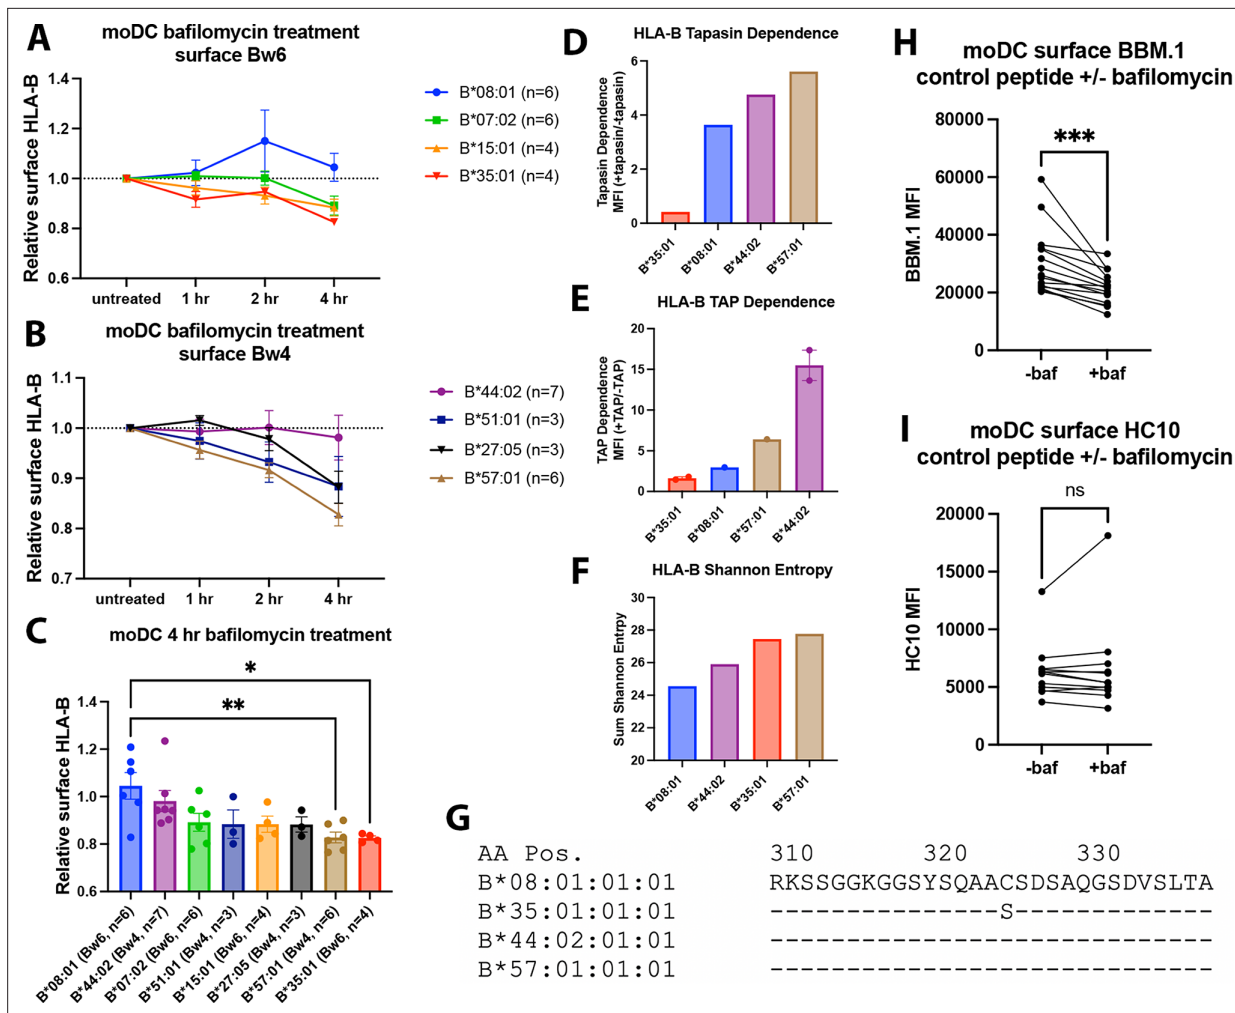 A
moDC bafilomycin treatment
surface Bw6
Relative surface HLA-B
1.4
1.2
1.0
0.8
0.6
untreated 1 hr 2 hr 4 hr
B*08:01 (n=6)
B*07:02 (n=6)
B*15:01 (n=4)
B*35:01 (n=4)
B
moDC bafilomycin treatment
surface Bw4
Relative surface HLA-B
1.1
1.0
0.9
0.8
0.7
untreated 1 hr 2 hr 4 hr
B*44:02 (n=7)
B*51:01 (n=3)
B*27:05 (n=3)
B*57:01 (n=6)
C
moDC 4 hr bafilomycin treatment
Relative surface HLA-B
1.4
1.2
1.0
0.8
0.6
*
**
B*08:01 (Bw6, n=6)
B*44:02 (Bw4, n=7)
B*07:02 (Bw6, n=6)
B*51:01 (Bw4, n=3)
B*15:01 (Bw6, n=4)
B*27:05 (Bw4, n=3)
B*57:01 (Bw4, n=6)
B*35:01 (Bw6, n=4)
D
HLA-B Tapasin Dependence
Tapasin Dependence
MFI (+tapasin/-tapasin)
6
4
2
0
B*35:01
B*08:01
B*44:02
B*57:01
E
HLA-B TAP Dependence
TAP Dependence
MFI (+TAP/-TAP)
20
15
10
5
0
B*35:01
B*08:01
B*57:01
B*44:02
F
HLA-B Shannon Entropy
Sum Shannon Entrpy
30
28
26
24
22
20
B*08:01
B*44:02
B*35:01
B*57:01
G
AA Pos. 310 320 330
B*08:01:01:01 RKSSGGKGGSYSQAACSDSAQGSDVSLTA
B*35:01:01:01 ---------------S-------------
B*44:02:01:01 -----------------------------
B*57:01:01:01 -----------------------------
H
moDC surface BBM.1
control peptide +/- bafilomycin
BBM.1 MFI
80000
60000
40000
20000
0
***
-baf +baf
I
moDC surface HC10
control peptide +/- bafilomycin
HC10 MFI
20000
15000
10000
5000
0
ns
-baf +baf